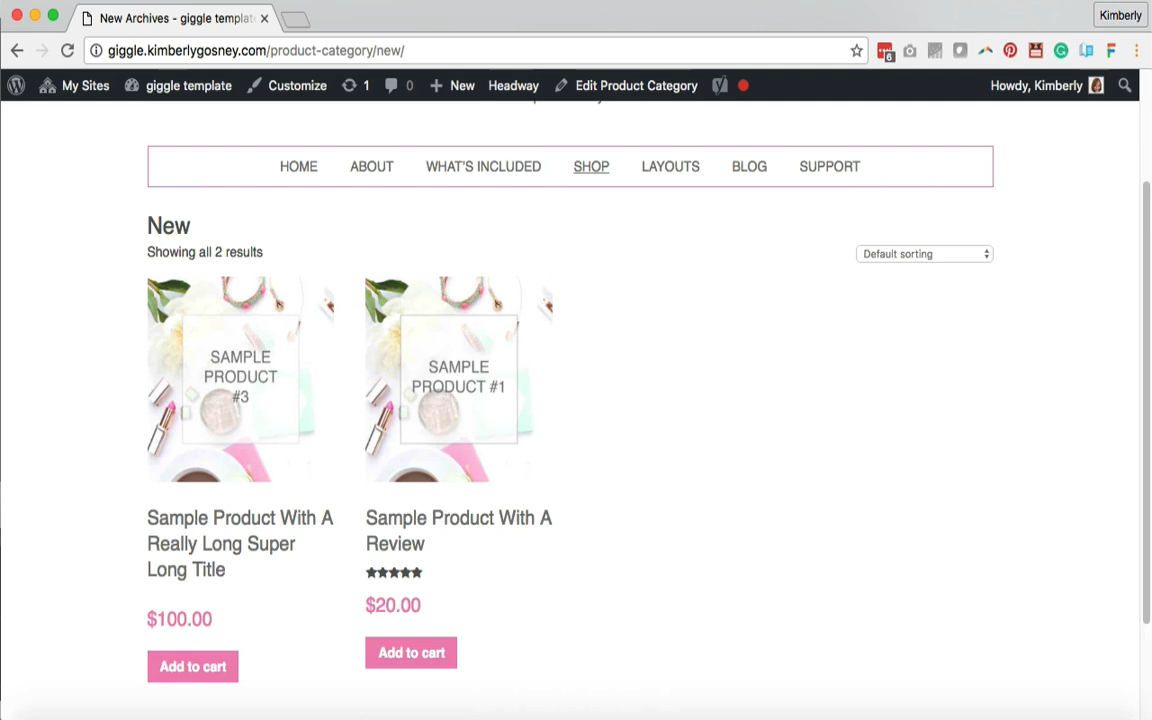 New Archives - giggle templat
Kimberly
giggle.kimberlygosney.com/product-category/new/
6
My Sites giggle template Customize 1 0 New Headway Edit Product Category Howdy, Kimberly
HOME ABOUT WHAT'S INCLUDED SHOP LAYOUTS BLOG SUPPORT
New
Showing all 2 results
Default sorting
SAMPLE
PRODUCT
#3
SAMPLE
PRODUCT #1
Sample Product With A
Really Long Super
Long Title
$100.00
Add to cart
Sample Product With A
Review
$20.00
Add to cart